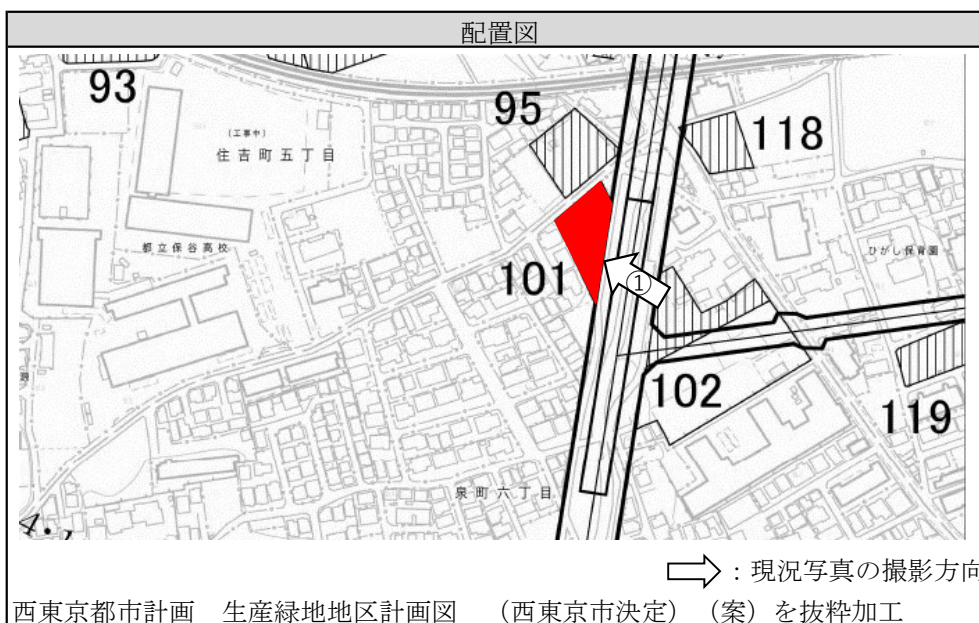 配置図
93
95
118
(工事中)
住吉町五丁目
都立保谷高校
ひがし保育園
101
①
102
119
泉町六丁目
4・
：現況写真の撮影方向
西東京都市計画　生産緑地地区計画図　（西東京市決定）（案）を抜粋加工